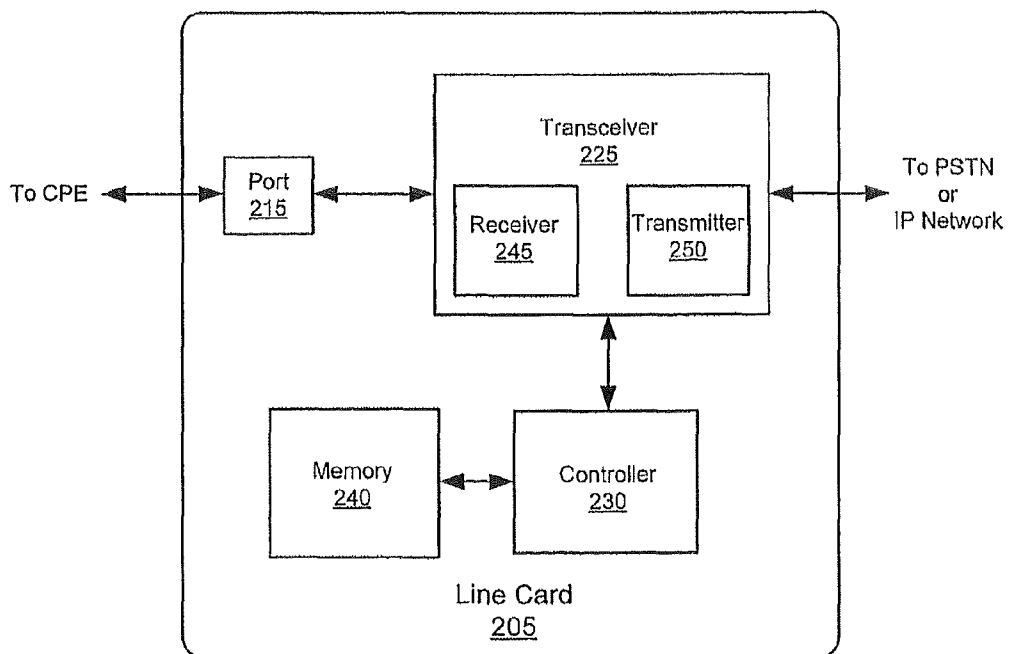 Transceiver
225
To CPE
Port
215
Receiver
245
Transmitter
250
To PSTN
or
IP Network
Memory
240
Controller
230
Line Card
205